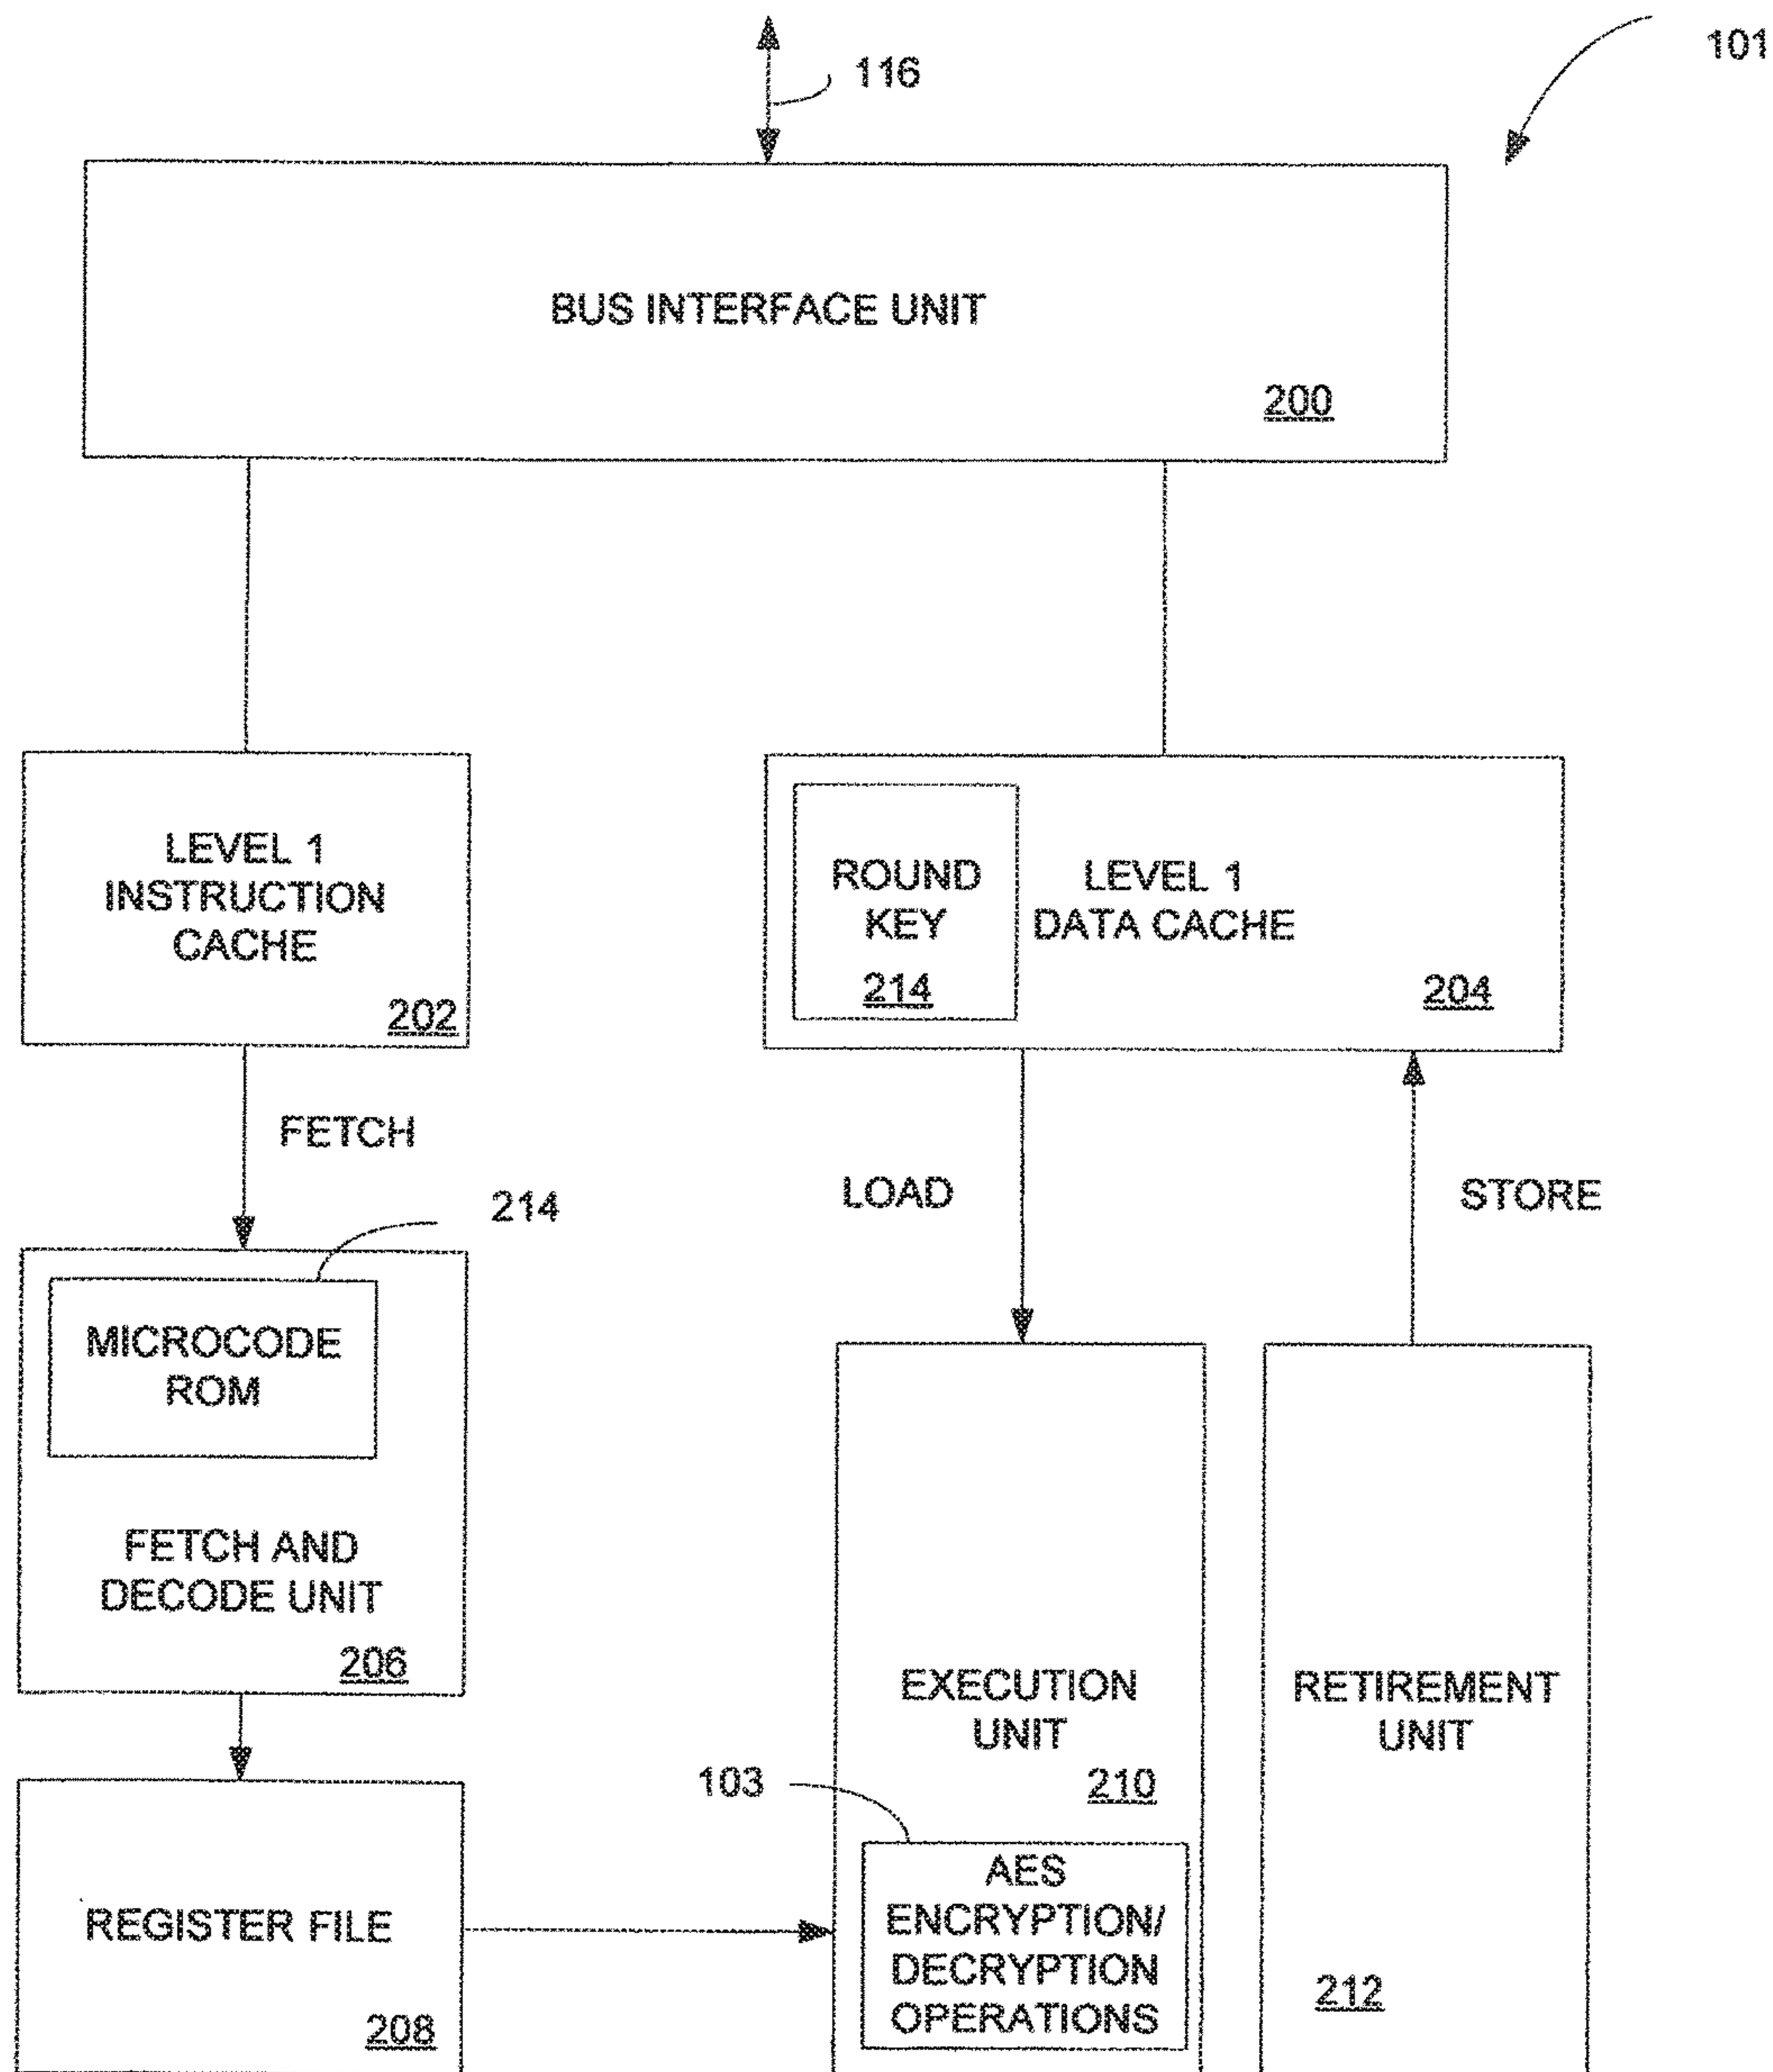 101
116
BUS INTERFACE UNIT
200
LEVEL 1
INSTRUCTION
CACHE
202
ROUND
KEY
214
LEVEL 1
DATA CACHE
204
FETCH
LOAD
STORE
214
MICROCODE
ROM
FETCH AND
DECODE UNIT
206
EXECUTION
UNIT
210
RETIREMENT
UNIT
212
103
AES
ENCRYPTION/
DECRYPTION
OPERATIONS
REGISTER FILE
208